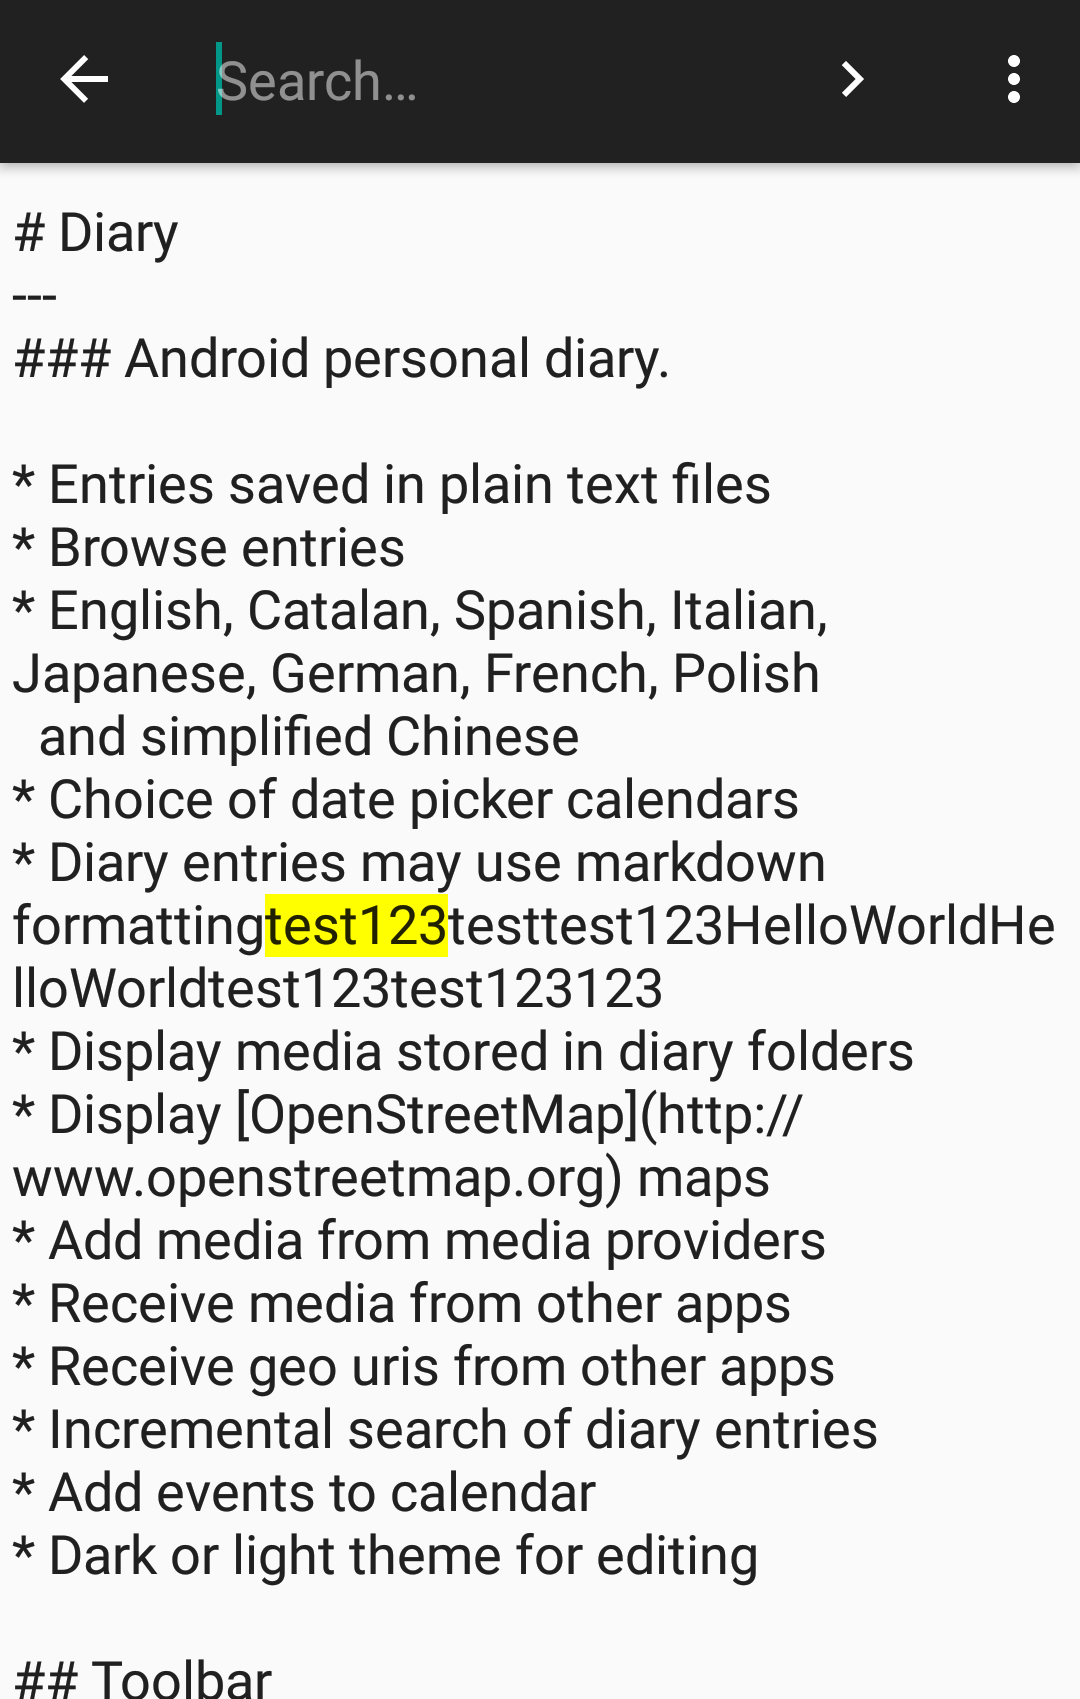 Search...
# Diary
---
### Android personal diary.
* Entries saved in plain text files
* Browse entries
* English, Catalan, Spanish, Italian,
Japanese, German, French, Polish
and simplified Chinese
* Choice of date picker calendars
* Diary entries may use markdown
formattingtest123testtest123HelloWorldHe
lloWorldtest123test123123
* Display media stored in diary folders
* Display [OpenStreetMap](http://
www.openstreetmap.org) maps
* Add media from media providers
* Receive media from other apps
* Receive geo uris from other apps
* Incremental search of diary entries
* Add events to calendar
* Dark or light theme for editing
## Toolbar